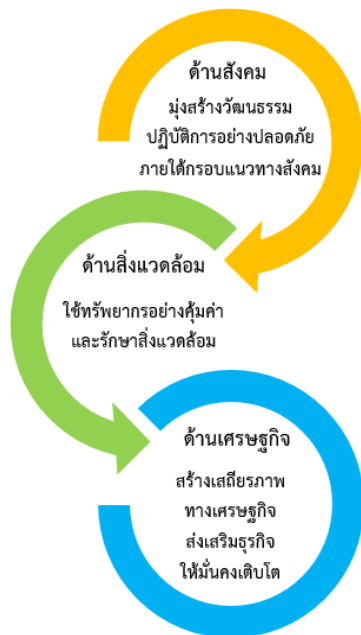 ด้านสังคม
มุ่งสร้างวัฒนธรรม
ปฏิบัติการอย่างปลอดภัย
ภายใต้กรอบแนวทางสังคม
ด้านสิ่งแวดล้อม
ใช้ทรัพยากรอย่างคุ้มค่า
และรักษาสิ่งแวดล้อม
ด้านเศรษฐกิจ
สร้างเสถียรภาพ
ทางเศรษฐกิจ
ส่งเสริมธุรกิจ
ให้มั่นคงเติบโต